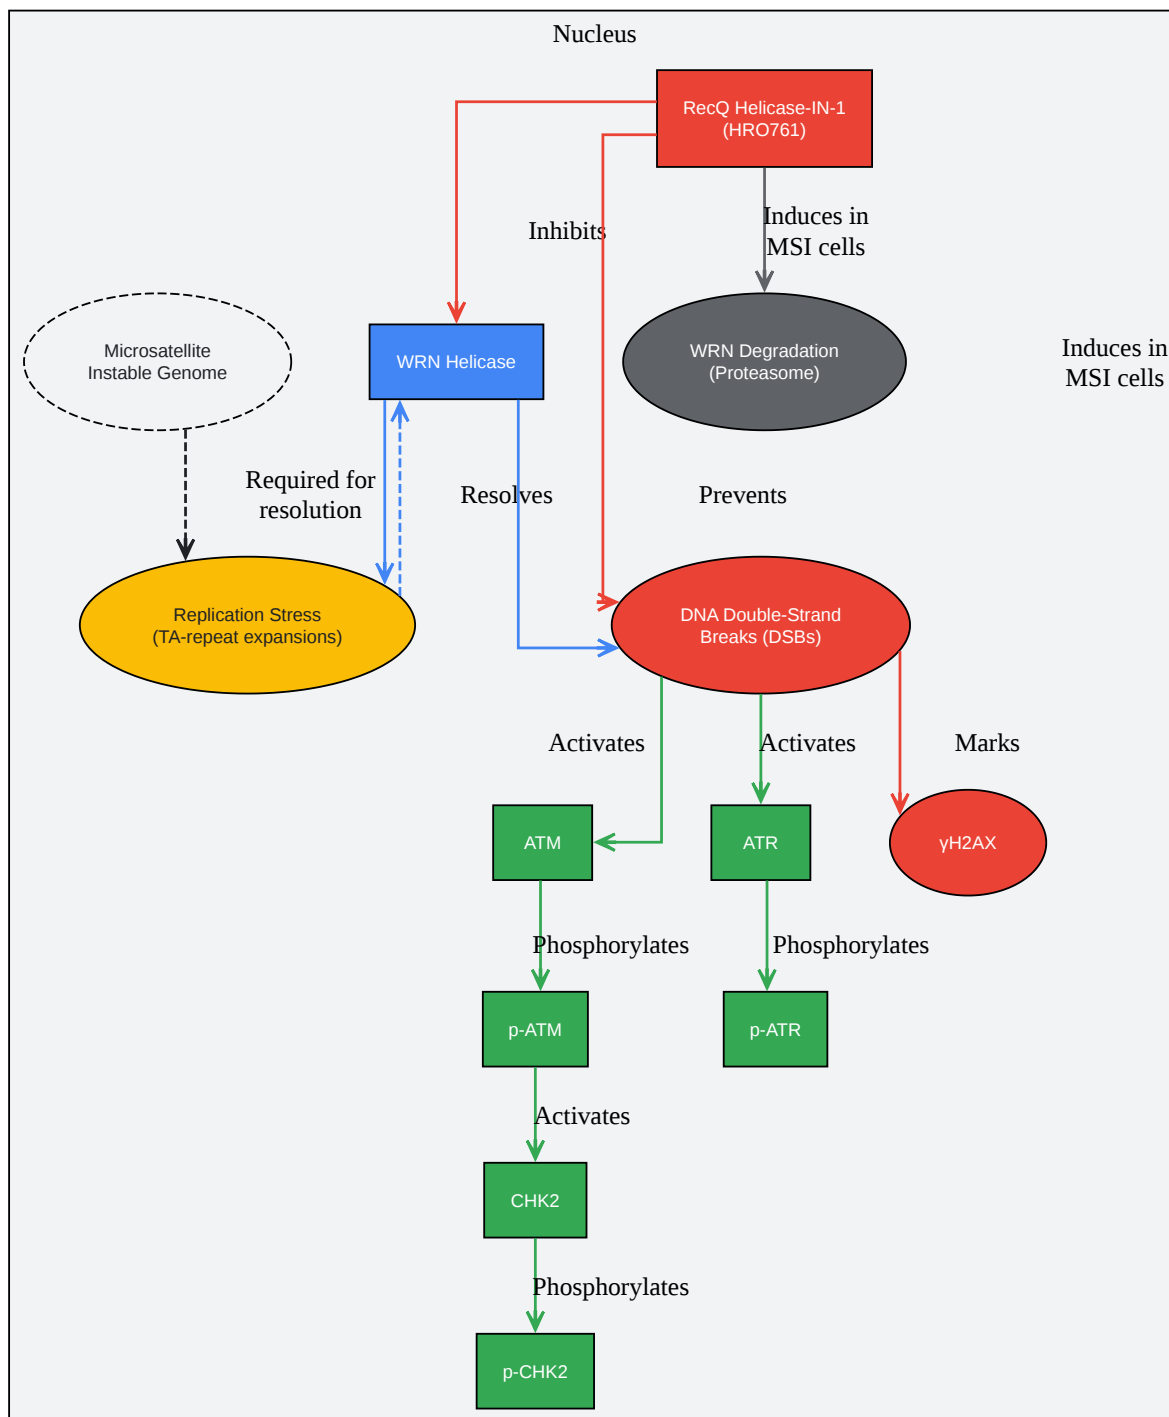 Nucleus
RecQ Helicase-IN-1
(HRO761)
Inhibits
Induces in
MSI cells
Microsatellite
Instable Genome
WRN Helicase
WRN Degradation
(Proteasome)
Induces in
MSI cells
Required for
resolution
Resolves
Prevents
Replication Stress
(TA-repeat expansions)
DNA Double-Strand
Breaks (DSBs)
Activates
Activates
Marks
ATM
ATR
γH2AX
Phosphorylates
Phosphorylates
p-ATM
p-ATR
Activates
CHK2
Phosphorylates
p-CHK2